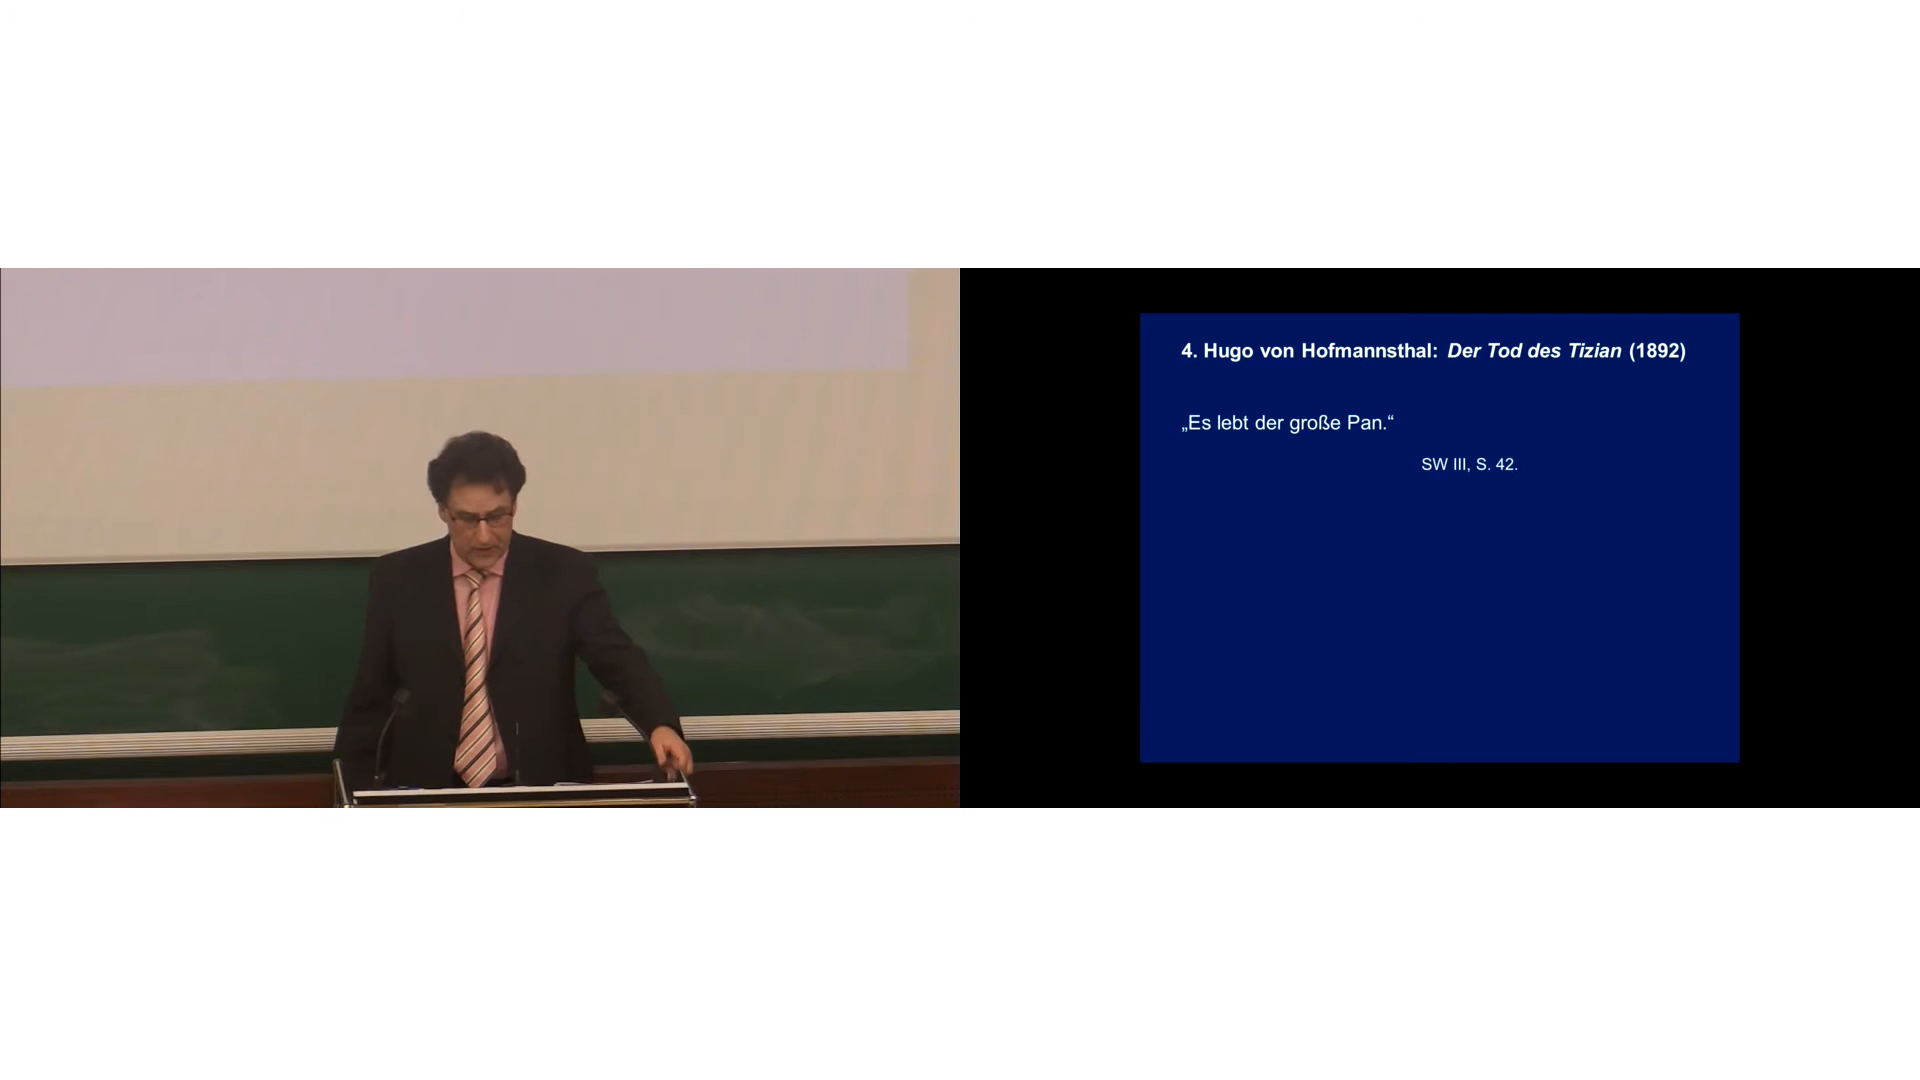 4. Hugo von Hofmannsthal: Der Tod des Tizian (1892)
„Es lebt der große Pan.“
SW III, S. 42.